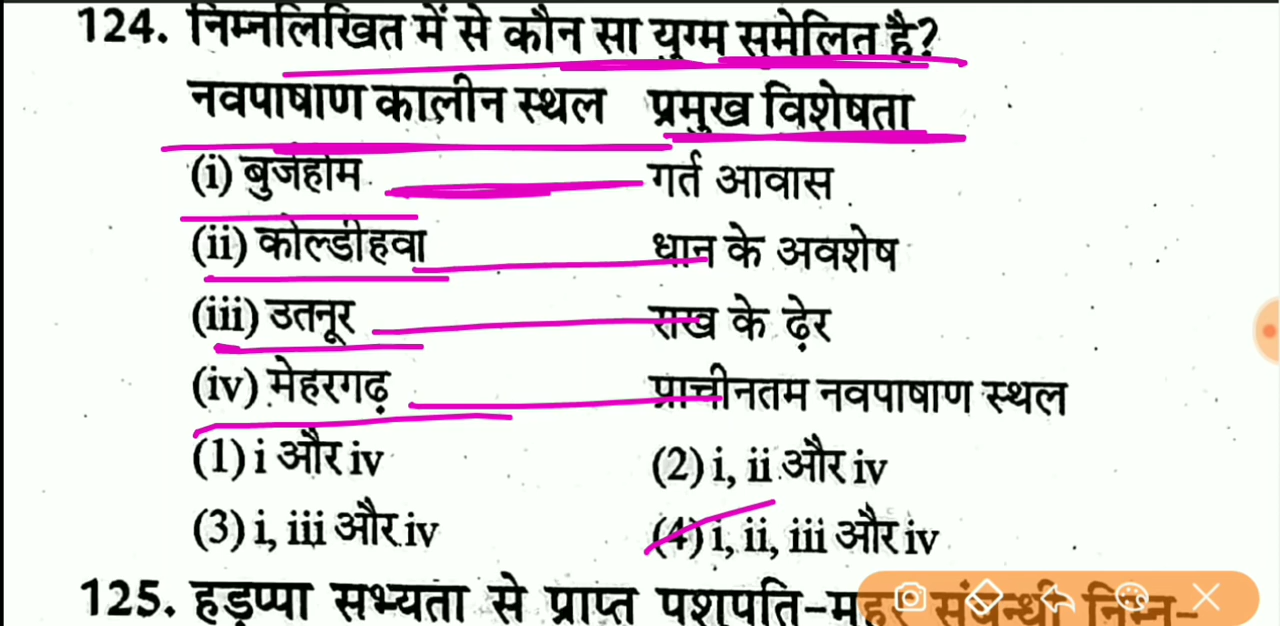 124. निम्नलिखित में से कौन सा युग्म सुमेलित है?
नवपाषाण कालीन स्थल प्रमुख विशेषता
(i) बुर्जहोम गर्त आवास
(ii) कोल्डीहवा धान के अवशेष
(iii) उतनूर राख के ढ़ेर
(iv) मेहरगढ़ प्राचीनतम नवपाषाण स्थल
(1) i और iv (2) i, ii और iv
(3) i, iii और iv (4) i, ii, iii और iv
125. हड़प्पा सभ्यता से प्राप्त पशुपति-मुहर संबन्धी निम्न-